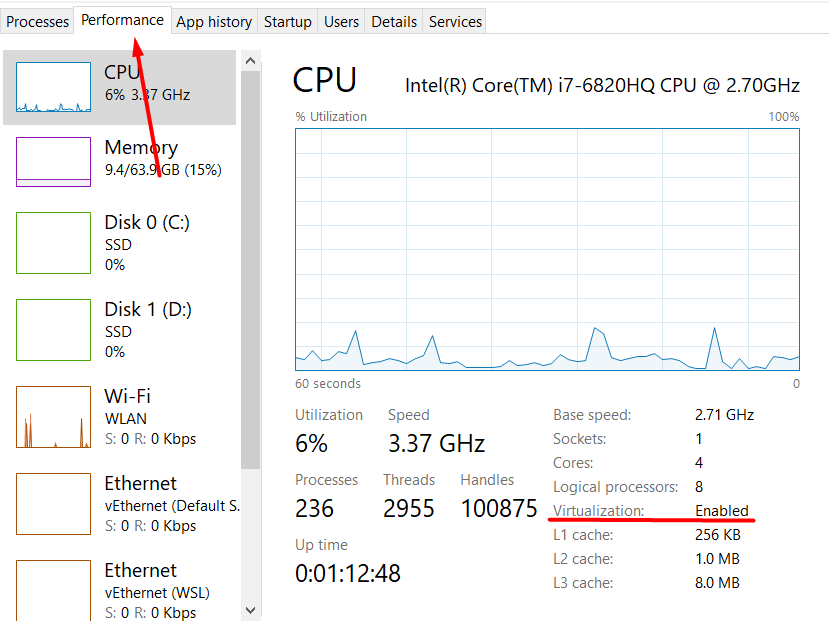 Processes Performance App history Startup Users Details Services
CPU
6% 3.37 GHz
Memory
9.4/63.9 GB (15%)
Disk 0 (C:)
SSD
0%
Disk 1 (D:)
SSD
0%
Wi-Fi
WLAN
S: 0 R: 0 Kbps
Ethernet
vEthernet (Default S...
S: 0 R: 0 Kbps
Ethernet
vEthernet (WSL)
S: 0 R: 0 Kbps
CPU Intel(R) Core(TM) i7-6820HQ CPU @ 2.70GHz
% Utilization 100%
60 seconds 0
Utilization Speed
6% 3.37 GHz
Processes Threads Handles
236 2955 100875
Up time
0:01:12:48
Base speed: 2.71 GHz
Sockets: 1
Cores: 4
Logical processors: 8
Virtualization: Enabled
L1 cache: 256 KB
L2 cache: 1.0 MB
L3 cache: 8.0 MB